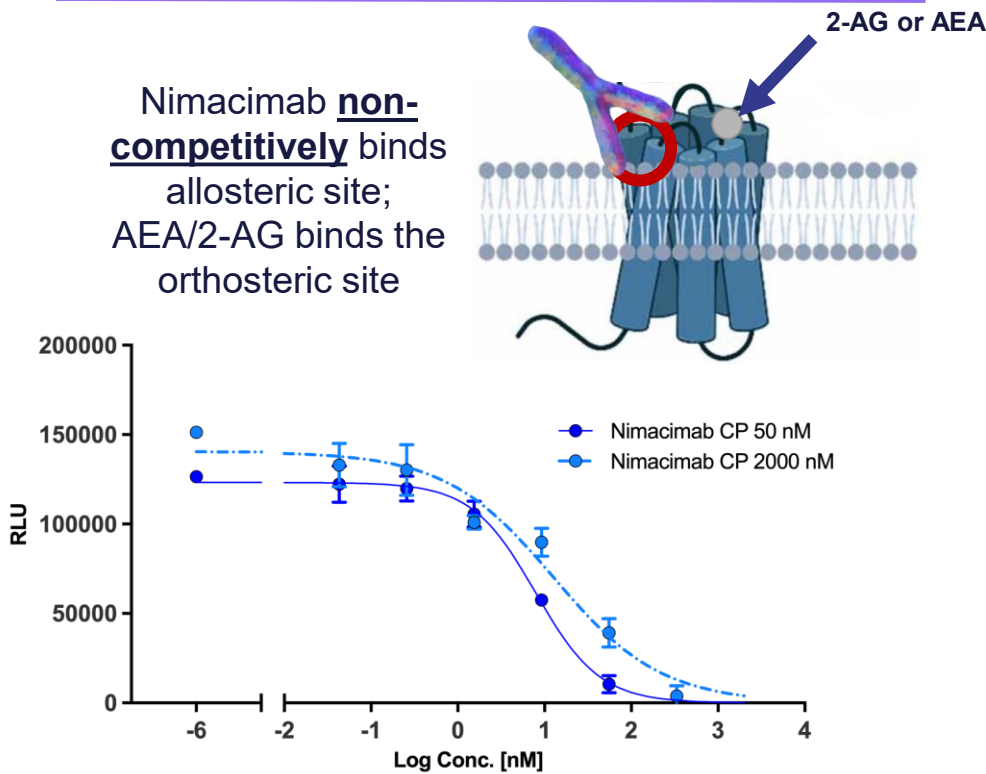 2-AG or AEA
Nimacimab non-
competitively binds
allosteric site;
AEA/2-AG binds the
orthosteric site
200000
150000
100000
50000
0
RLU
Nimacimab CP 50 nM
Nimacimab CP 2000 nM
-6 -2 -1 0 1 2 3 4
Log Conc. [nM]